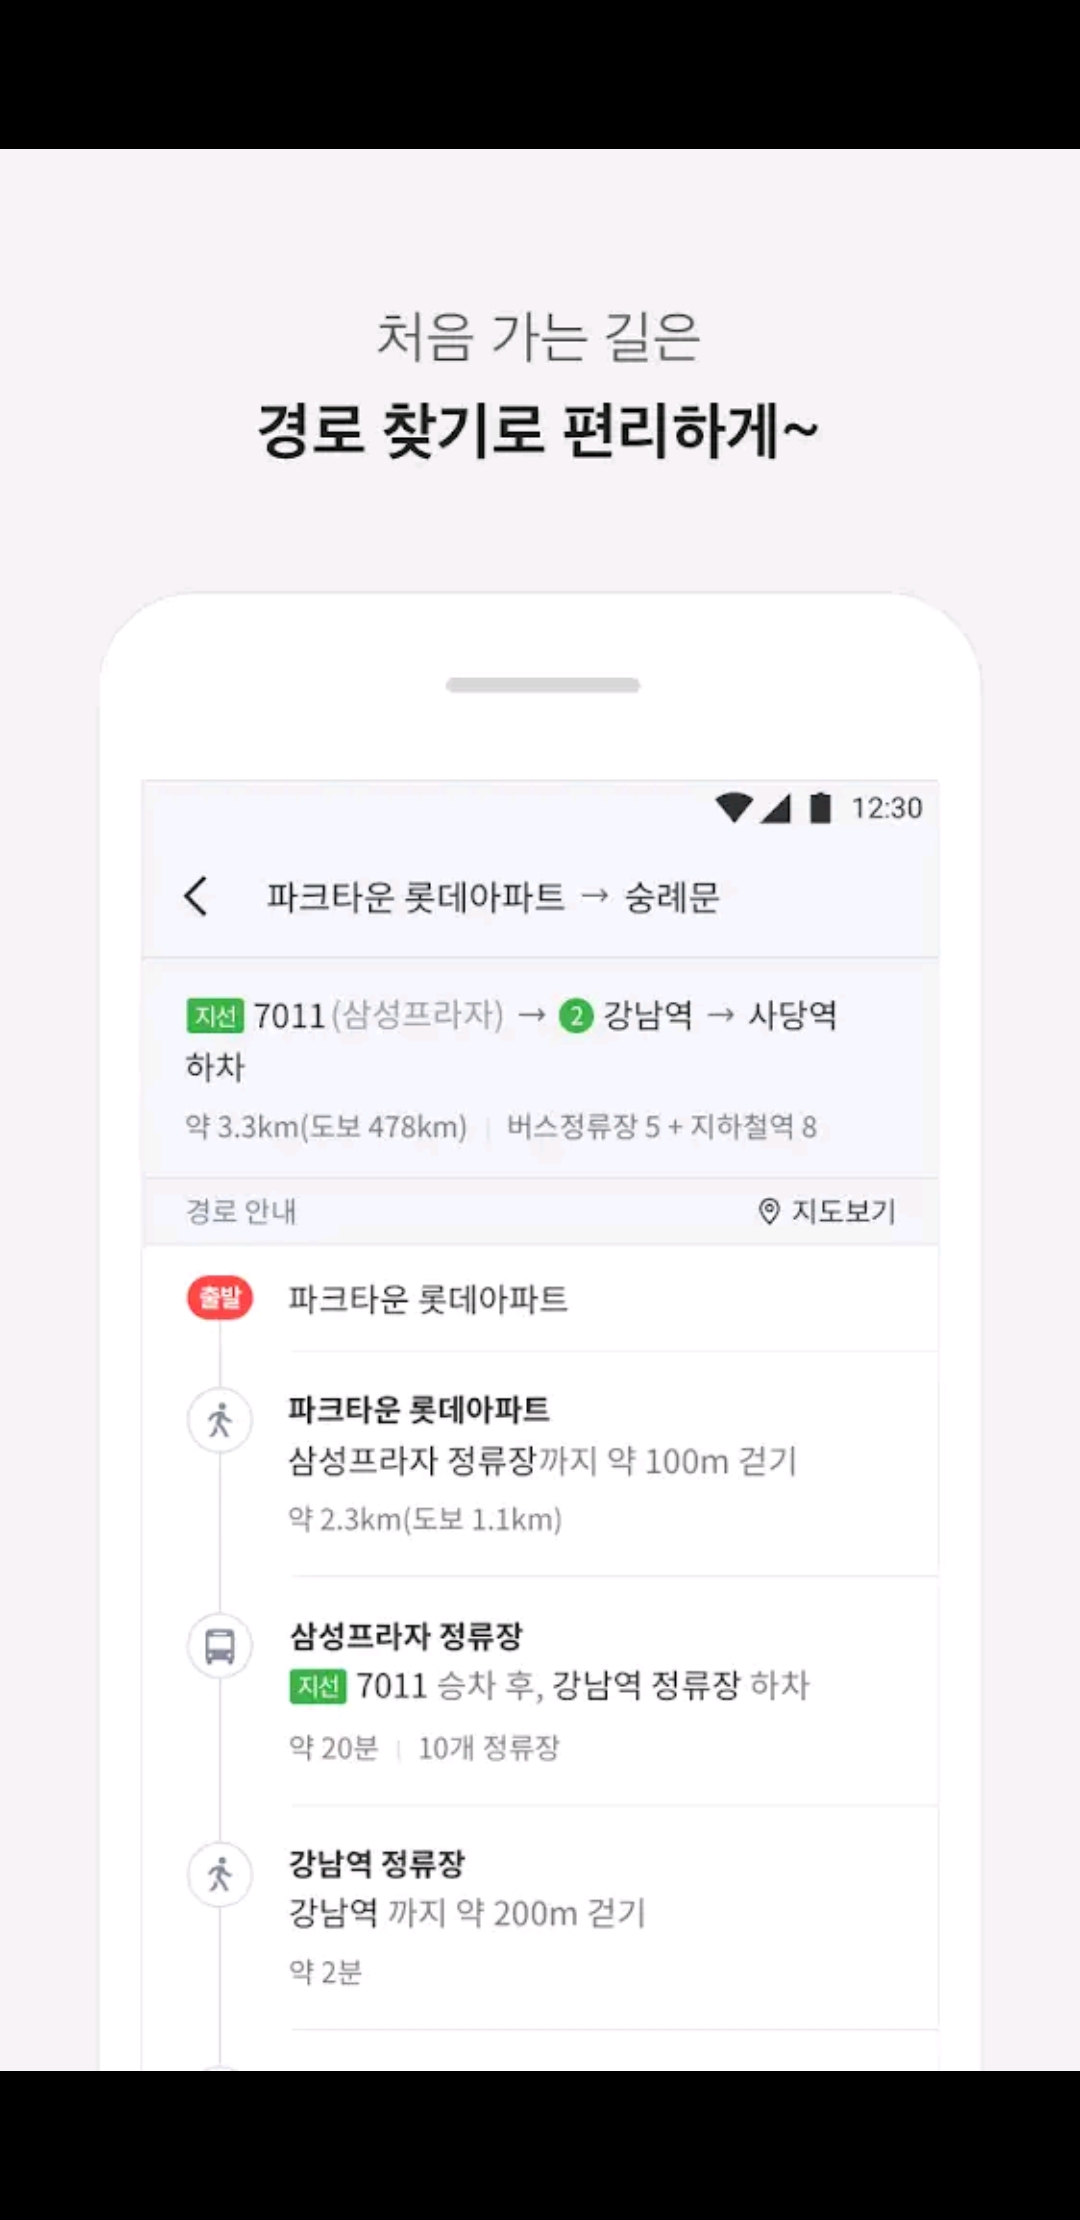 처음 가는 길은
경로 찾기로 편리하게~
12:30
파크타운 롯데아파트 → 숭례문
지선 7011(삼성프라자) → 2 강남역 → 사당역
하차
약 3.3km(도보 478km) | 버스정류장 5 + 지하철역 8
경로 안내 지도보기
출발 파크타운 롯데아파트
파크타운 롯데아파트
삼성프라자 정류장까지 약 100m 걷기
약 2.3km(도보 1.1km)
삼성프라자 정류장
지선 7011 승차 후, 강남역 정류장 하차
약 20분 | 10개 정류장
강남역 정류장
강남역 까지 약 200m 걷기
약 2분